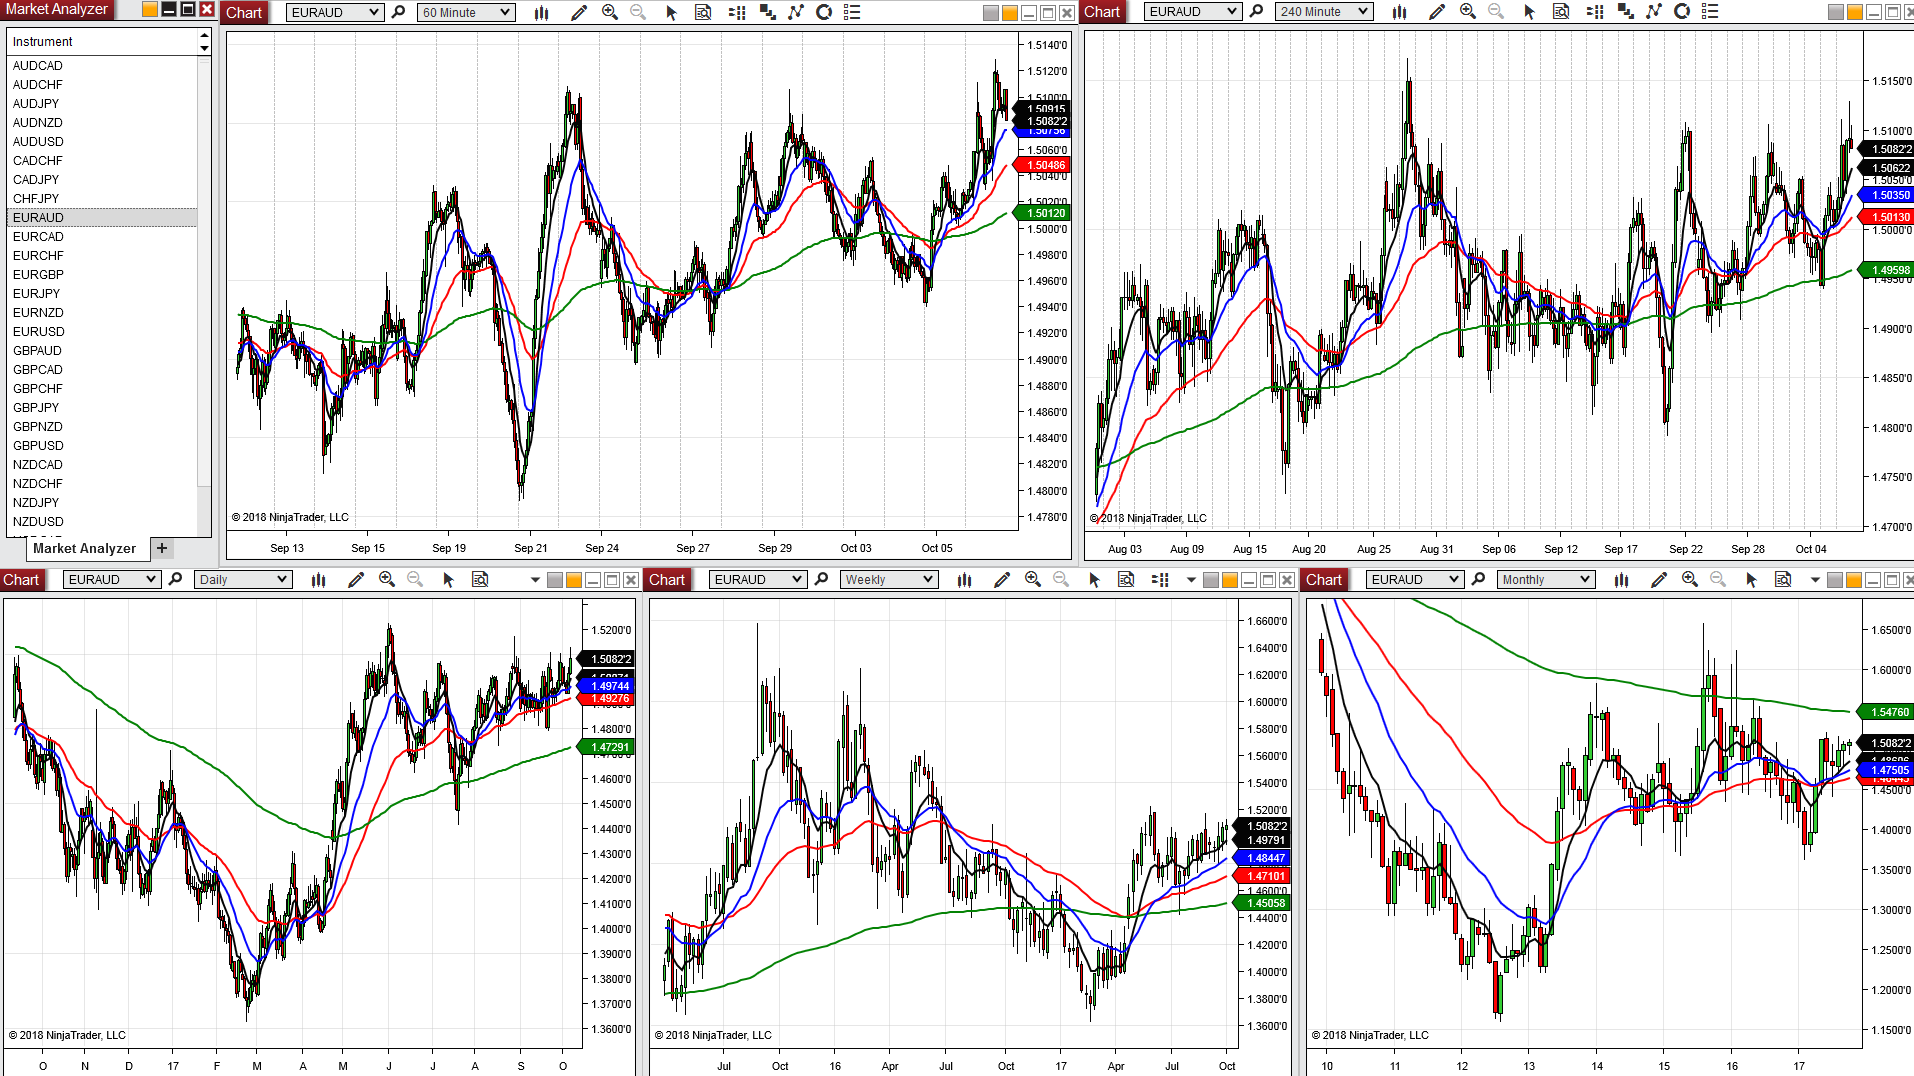 Market Analyzer
Instrument
AUDCAD
AUDCHF
AUDJPY
AUDNZD
AUDUSD
CADCHF
CADJPY
CHFJPY
EURAUD
EURCAD
EURCHF
EURGBP
EURJPY
EURNZD
EURUSD
GBPAUD
GBPCAD
GBPCHF
GBPJPY
GBPNZD
GBPUSD
NZDCAD
NZDCHF
NZDJPY
NZDUSD
Market Analyzer +
Chart EURAUD 60 Minute
1.5140'0
1.5120'0
1.5100'0
1.50915
1.5082'2
1.5060'0
1.50486
1.5040'0
1.5020'0
1.50120
1.5000'0
1.4980'0
1.4960'0
1.4940'0
1.4920'0
1.4900'0
1.4880'0
1.4860'0
1.4840'0
1.4820'0
1.4800'0
1.4780'0
© 2018 NinjaTrader, LLC
Sep 13 Sep 15 Sep 19 Sep 21 Sep 24 Sep 27 Sep 29 Oct 03 Oct 05
Chart EURAUD 240 Minute
1.5150'0
1.5100'0
1.5082'2
1.50622
1.5050'0
1.50350
1.50130
1.5000'0
1.49598
1.4950'0
1.4900'0
1.4850'0
1.4800'0
1.4750'0
1.4700'0
© 2018 NinjaTrader, LLC
Aug 03 Aug 09 Aug 15 Aug 20 Aug 25 Aug 31 Sep 06 Sep 12 Sep 17 Sep 22 Sep 28 Oct 04
Chart EURAUD Daily
1.5200'0
1.5082'2
1.49744
1.49276
1.4800'0
1.47291
1.4600'0
1.4500'0
1.4400'0
1.4300'0
1.4200'0
1.4100'0
1.4000'0
1.3900'0
1.3800'0
1.3700'0
1.3600'0
© 2018 NinjaTrader, LLC
O N D 17 F M A M J J A S O
Chart EURAUD Weekly
1.6600'0
1.6400'0
1.6200'0
1.6000'0
1.5800'0
1.5600'0
1.5400'0
1.5200'0
1.5082'2
1.49791
1.48447
1.47101
1.4600'0
1.45058
1.4400'0
1.4200'0
1.4000'0
1.3800'0
1.3600'0
© 2018 NinjaTrader, LLC
Jul Oct 16 Apr Jul Oct 17 Apr Jul Oct
Chart EURAUD Monthly
1.6500'0
1.6000'0
1.54760
1.5082'2
1.47505
1.4500'0
1.4000'0
1.3500'0
1.3000'0
1.2500'0
1.2000'0
1.1500'0
© 2018 NinjaTrader, LLC
10 11 12 13 14 15 16 17